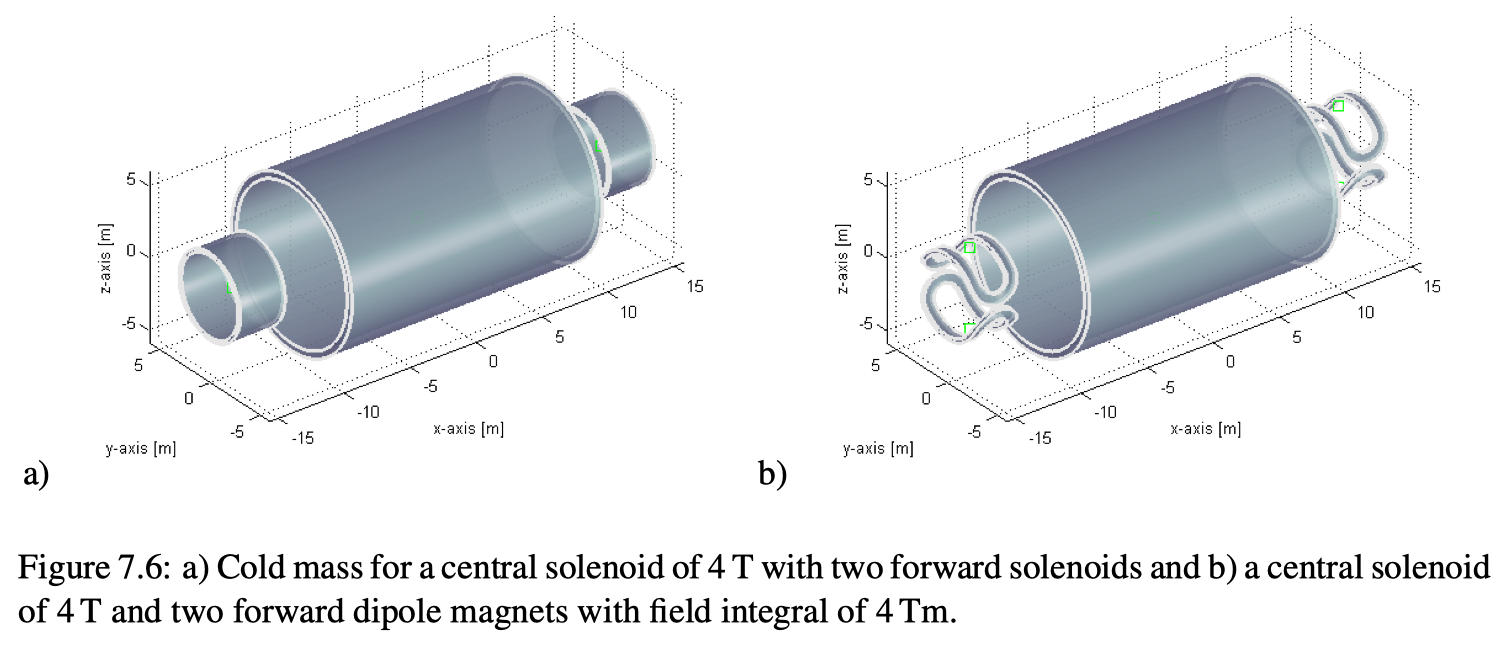 5
0
-5
z-axis [m]
5
0
-5
y-axis [m]
-15
-10
-5
0
5
10
15
x-axis [m]
a)
5
0
-5
z-axis [m]
5
0
-5
y-axis [m]
-15
-10
-5
0
5
10
15
x-axis [m]
b)
Figure 7.6: a) Cold mass for a central solenoid of 4 T with two forward solenoids and b) a central solenoid
of 4 T and two forward dipole magnets with field integral of 4 Tm.